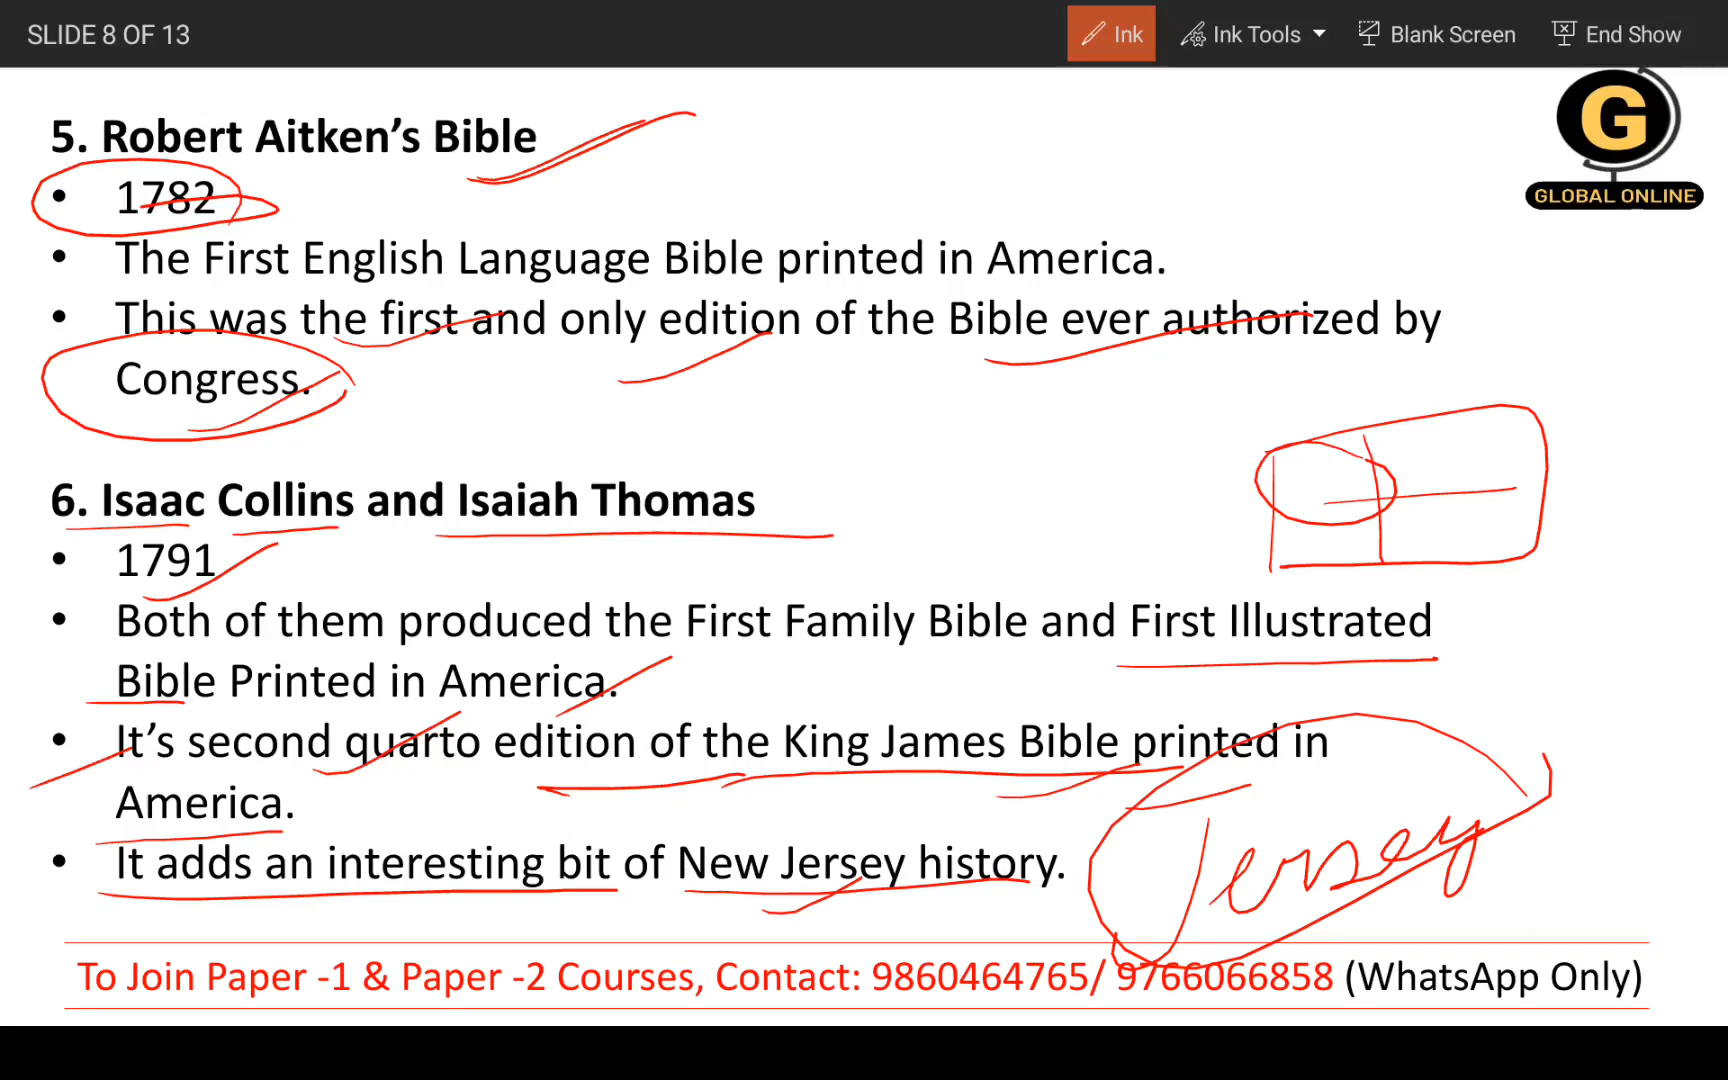 SLIDE 8 OF 13
Ink
Ink Tools
Blank Screen
End Show
G
GLOBAL ONLINE
5. Robert Aitken’s Bible
• 1782
• The First English Language Bible printed in America.
• This was the first and only edition of the Bible ever authorized by
Congress.
6. Isaac Collins and Isaiah Thomas
• 1791
• Both of them produced the First Family Bible and First Illustrated
Bible Printed in America.
• It’s second quarto edition of the King James Bible printed in
America.
• It adds an interesting bit of New Jersey history.
Jersey
To Join Paper -1 & Paper -2 Courses, Contact: 9860464765/ 9766066858 (WhatsApp Only)